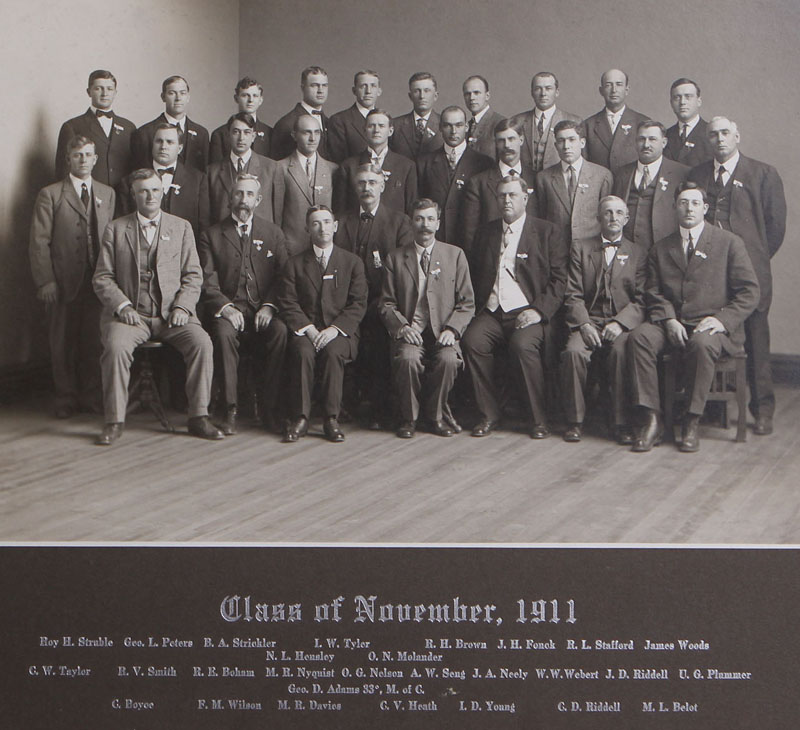 Class of November, 1911
Roy H. Struble Geo. L. Peters B. A. Strickler I. W. Tyler R. H. Brown J. H. Fonck R. L. Stafford James Woods
N. L. Hensley O. N. Molander
C. W. Taylor B. V. Smith R. E. Boham M. R. Nyquist O. G. Nelson A. W. Seng J. A. Neely W. W. Webert J. D. Riddell U. G. Plummer
Geo. D. Adams 33°, M. of C.
C. Boyce F. M. Wilson M. R. Davies C. V. Heath I. D. Young C. D. Riddell M. L. Belot